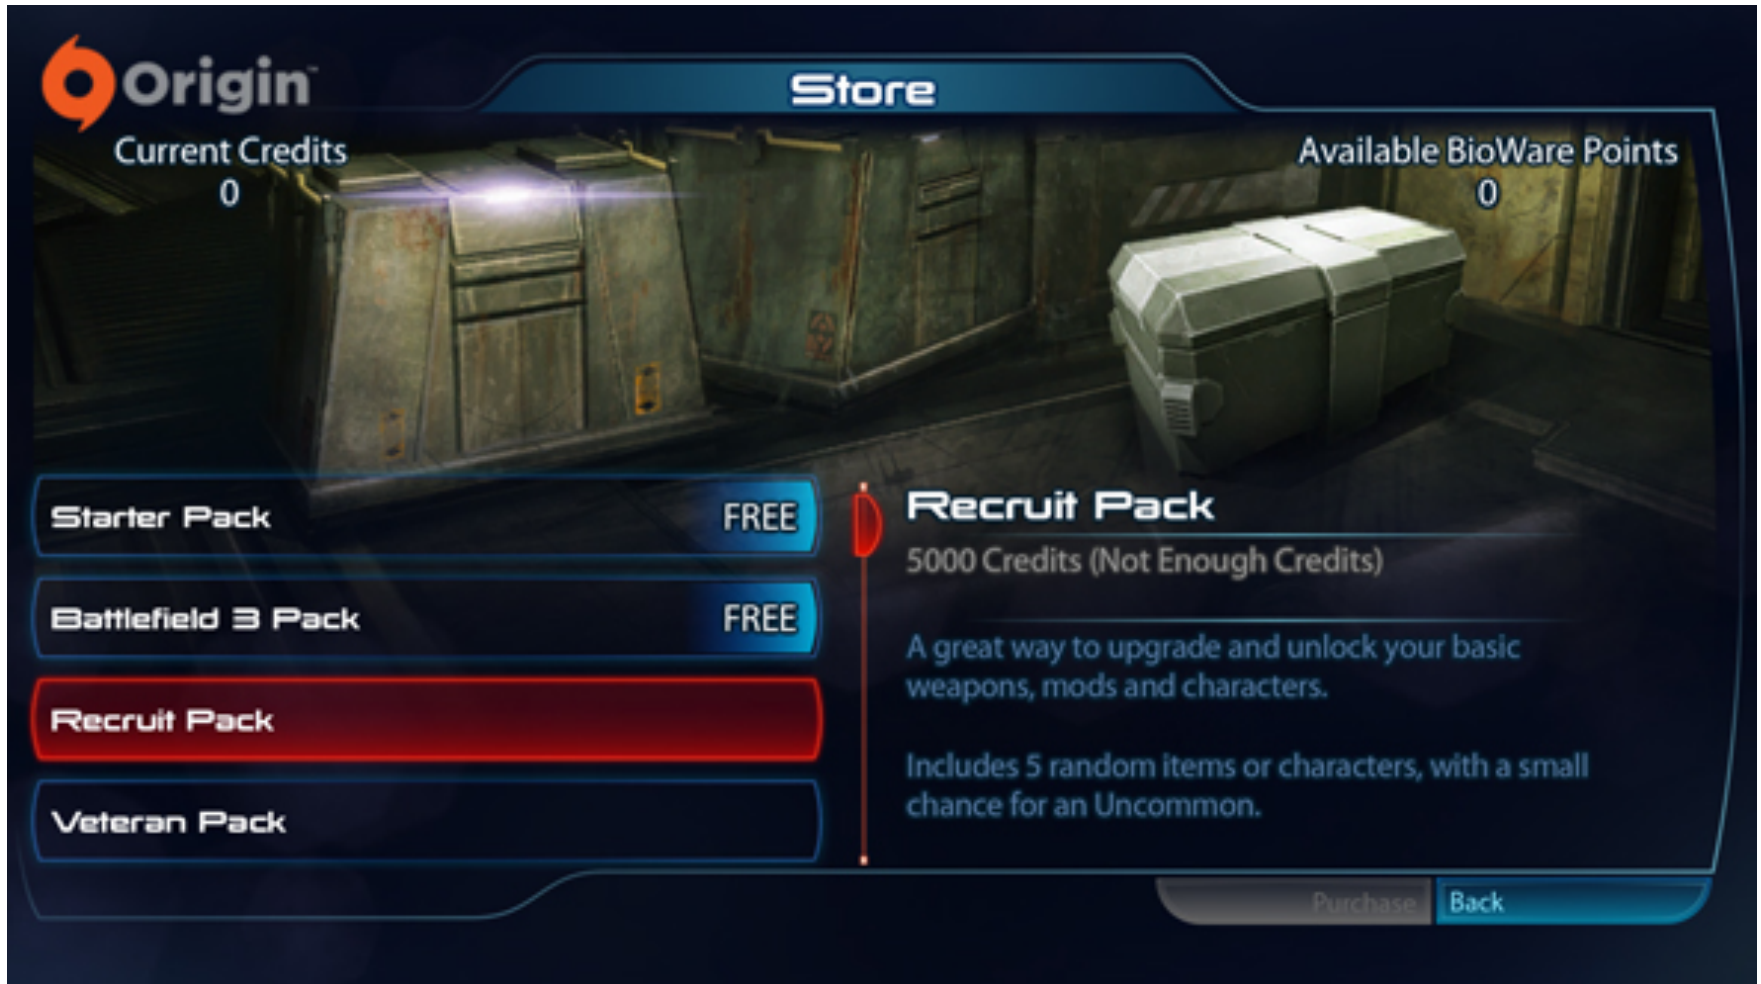 Origin™
Store
Current Credits
0
Available BioWare Points
0
Starter Pack
FREE
Battlefield 3 Pack
FREE
Recruit Pack
Veteran Pack
Recruit Pack
5000 Credits (Not Enough Credits)
A great way to upgrade and unlock your basic
weapons, mods and characters.
Includes 5 random items or characters, with a small
chance for an Uncommon.
Purchase
Back